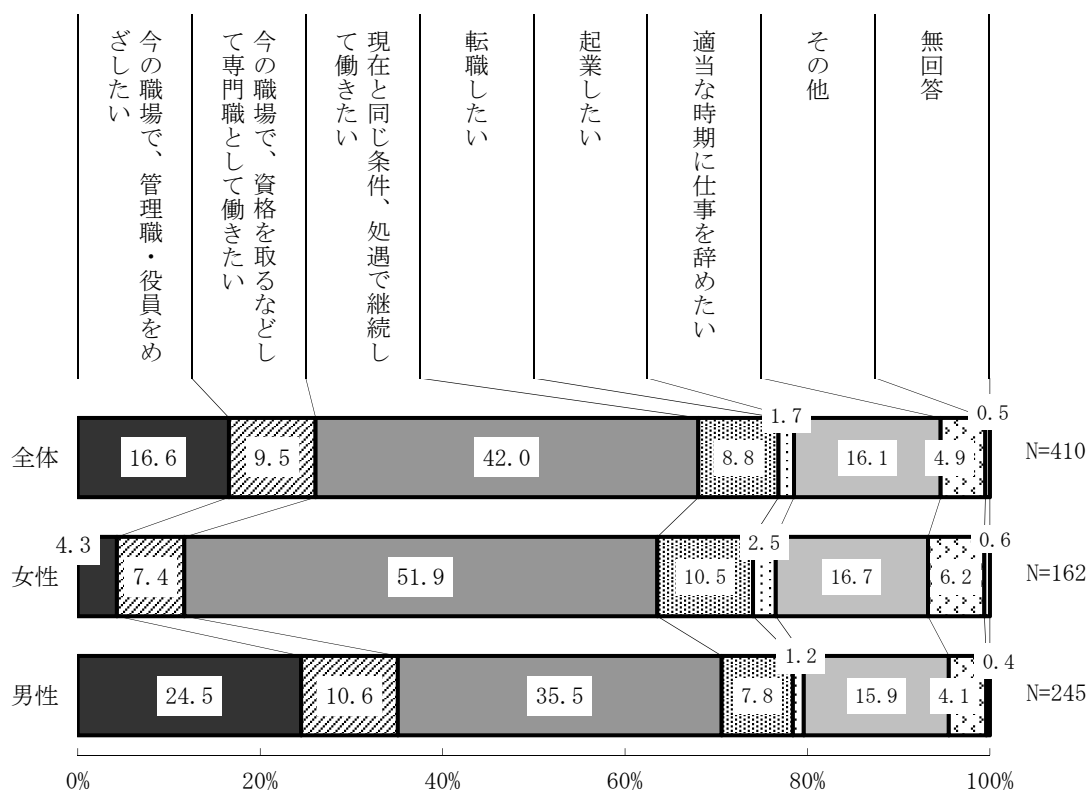 今の職場で、管理職・役員をめ
ざしたい
今の職場で、資格を取るなどし
て専門職として働きたい
現在と同じ条件、処遇で継続し
て働きたい
転職したい
起業したい
適当な時期に仕事を辞めたい
その他
無回答
全体
16.6
9.5
42.0
8.8
1.7
16.1
4.9
0.5
N=410
女性
4.3
7.4
51.9
10.5
2.5
16.7
6.2
0.6
N=162
男性
24.5
10.6
35.5
7.8
1.2
15.9
4.1
0.4
N=245
0%
20%
40%
60%
80%
100%